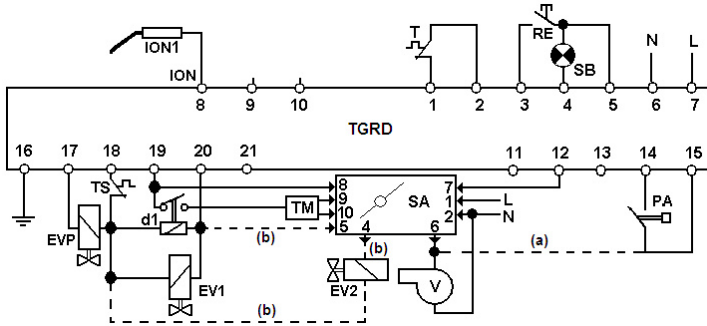 ION1
T
RE
SB
N
L
ION
8
9
10
1
2
3
4
5
6
7
TGRD
16
17
18
19
20
21
11
12
13
14
15
TS
d1
TM
8
9
10
5
4
6
7
1
2
SA
L
N
PA
EVP
(b)
(b)
(a)
EV1
EV2
V
(b)